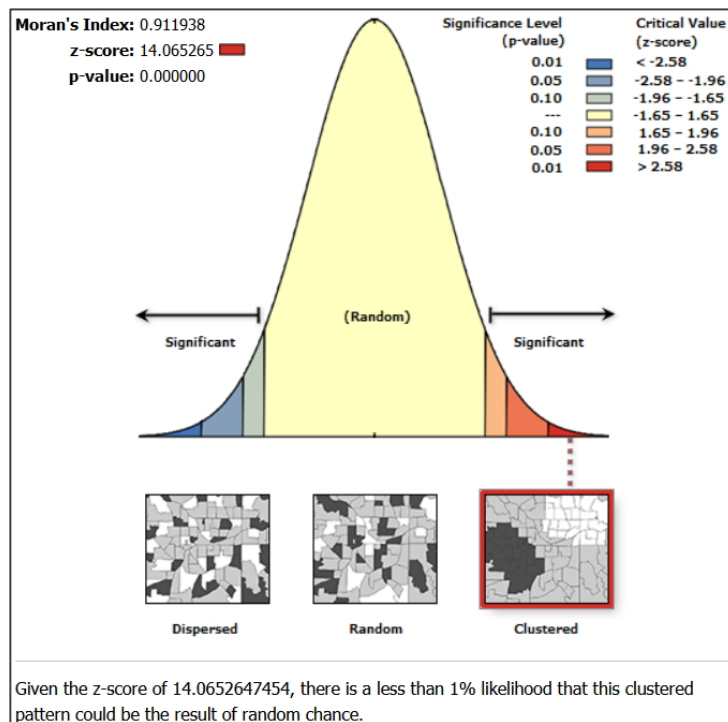 Moran's Index: 0.911938
z-score: 14.065265
p-value: 0.000000
Significance Level (p-value)
Critical Value (z-score)
0.01 < -2.58
0.05 -2.58 - -1.96
0.10 -1.96 - -1.65
--- -1.65 - 1.65
0.10 1.65 - 1.96
0.05 1.96 - 2.58
0.01 > 2.58
(Random)
Significant
Significant
Dispersed
Random
Clustered
Given the z-score of 14.0652647454, there is a less than 1% likelihood that this clustered
pattern could be the result of random chance.